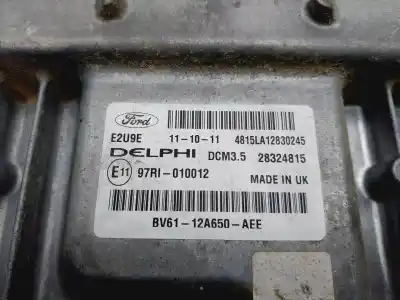 Ford
E2U9E 11-10-11 4815LA12830245
DELPHI DCM3.5 28324815
E11 97RI-010012 MADE IN UK
BV61-12A650-AEE